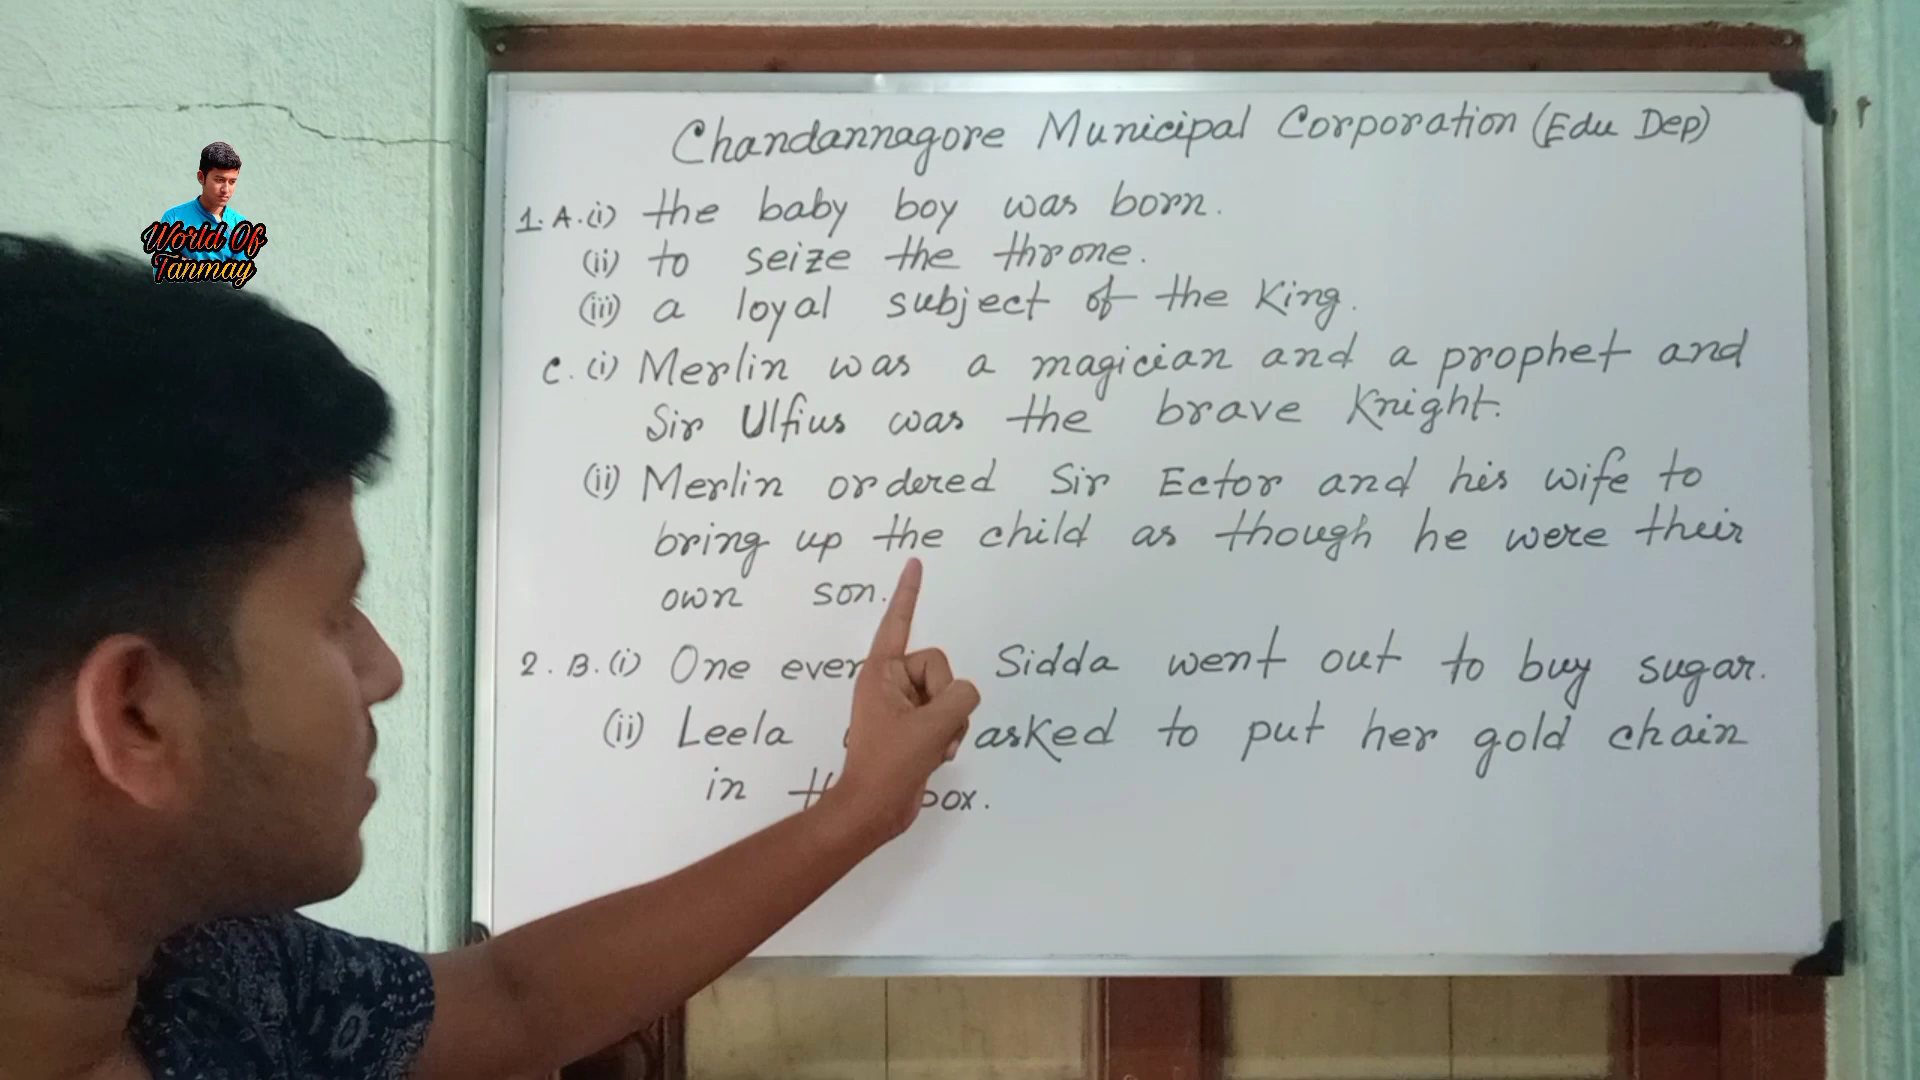 World Of
Tanmay
Chandannagore Municipal Corporation (Edu Dep)
1. A. (i) the baby boy was born.
(ii) to seize the throne.
(iii) a loyal subject of the King.
C. (i) Merlin was a magician and a prophet and
Sir Ulfius was the brave Knight.
(ii) Merlin ordered Sir Ector and his wife to
bring up the child as though he were their
own son.
2. B. (i) One Sidda went out to buy sugar.
(ii) Leela asked to put her gold chain
in box.